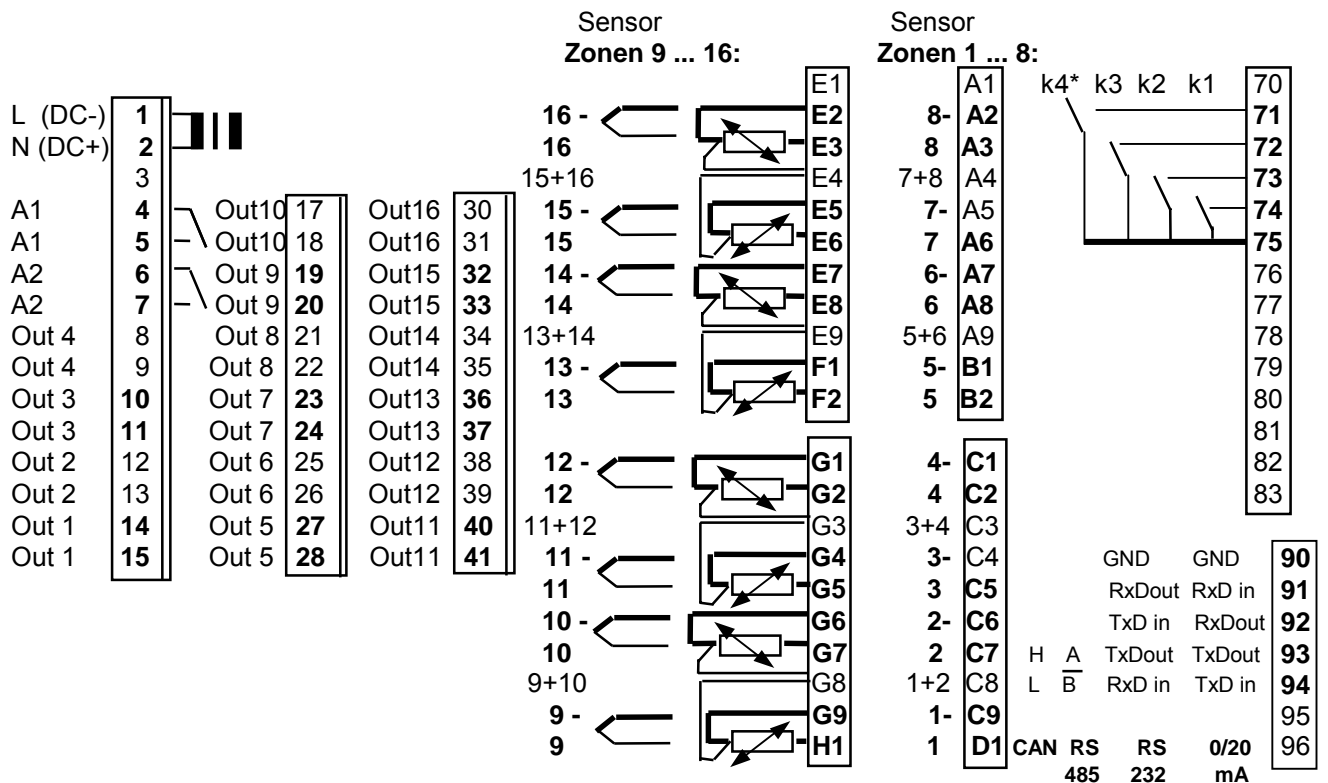 Sensor Sensor
Zonen 9 ... 16: Zonen 1 ... 8:
E1 A1 k4* k3 k2 k1 70
L (DC-) 1 16 - E2 8- A2 71
N (DC+) 2 16 E3 8 A3 72
3 15+16 E4 7+8 A4 73
A1 4 Out10 17 Out16 30 15 - E5 7- A5 74
A1 5 Out10 18 Out16 31 15 E6 7 A6 75
A2 6 Out 9 19 Out15 32 14 - E7 6- A7 76
A2 7 Out 9 20 Out15 33 14 E8 6 A8 77
Out 4 8 Out 8 21 Out14 34 13+14 E9 5+6 A9 78
Out 4 9 Out 8 22 Out14 35 13 - F1 5- B1 79
Out 3 10 Out 7 23 Out13 36 13 F2 5 B2 80
Out 3 11 Out 7 24 Out13 37 81
Out 2 12 Out 6 25 Out12 38 12 - G1 4- C1 82
Out 2 13 Out 6 26 Out12 39 12 G2 4 C2 83
Out 1 14 Out 5 27 Out11 40 11+12 G3 3+4 C3
Out 1 15 Out 5 28 Out11 41 11 - G4 3- C4 GND GND 90
11 G5 3 C5 RxDout RxD in 91
10 - G6 2- C6 TxD in RxDout 92
10 G7 2 C7 H A TxDout TxDout 93
9+10 G8 1+2 C8 L B RxD in TxD in 94
9 - G9 1- C9 95
9 H1 1 D1 CAN RS RS 0/20 96
485 232 mA